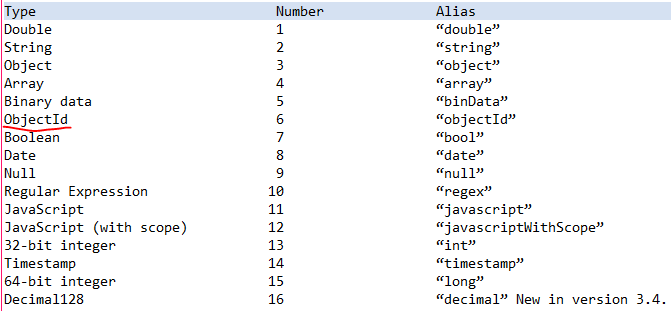 Type Number Alias
Double 1 “double”
String 2 “string”
Object 3 “object”
Array 4 “array”
Binary data 5 “binData”
ObjectId 6 “objectId”
Boolean 7 “bool”
Date 8 “date”
Null 9 “null”
Regular Expression 10 “regex”
JavaScript 11 “javascript”
JavaScript (with scope) 12 “javascriptWithScope”
32-bit integer 13 “int”
Timestamp 14 “timestamp”
64-bit integer 15 “long”
Decimal128 16 “decimal” New in version 3.4.